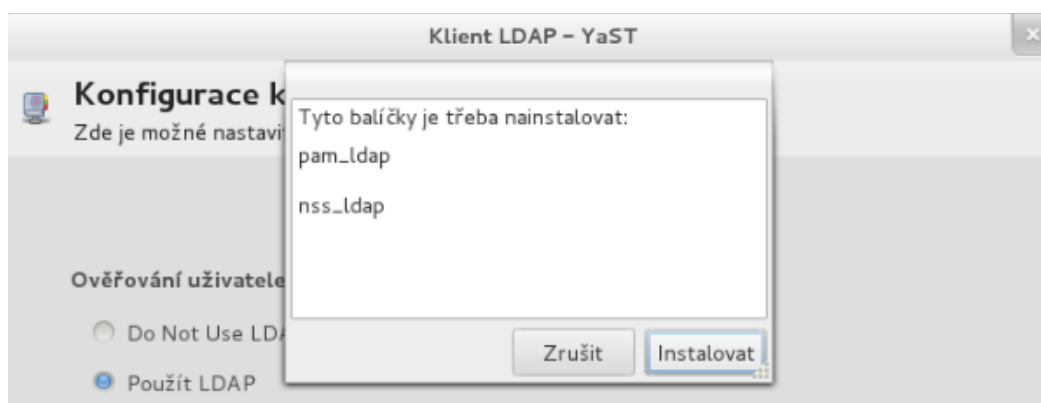 Klient LDAP – YaST
Konfigurace k
Zde je možné nastavi
Tyto balíčky je třeba nainstalovat:
pam_ldap
nss_ldap
Ověřování uživatele
Do Not Use LDA
Použít LDAP
Zrušit
Instalovat